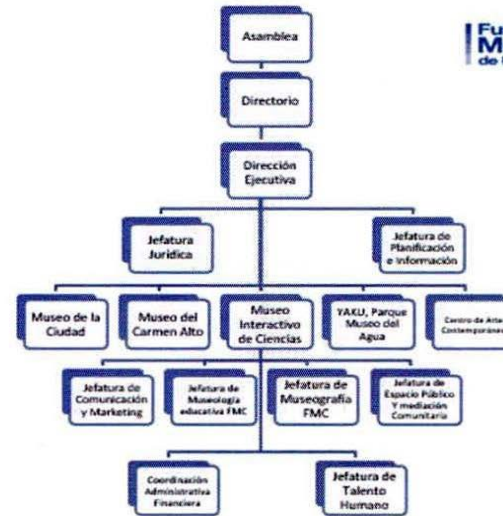 Asamblea
Directorio
Dirección
Ejecutiva
Jefatura
Jurídica
Jefatura de
Planificación
e Información
Museo de la
Ciudad
Museo del
Carmen Alto
Museo
Interactivo
de Ciencias
YAKU, Parque
Museo del
Agua
Centro de Arte
Jefatura de
Comunicación
y Marketing
Jefatura de
Museología
educativa FMC
Jefatura de
Museografía
FMC
Jefatura de
Espacio Público
Y mediación
Comunitaria
Coordinación
Administrativa
Financiera
Jefatura de
Talento
Humano